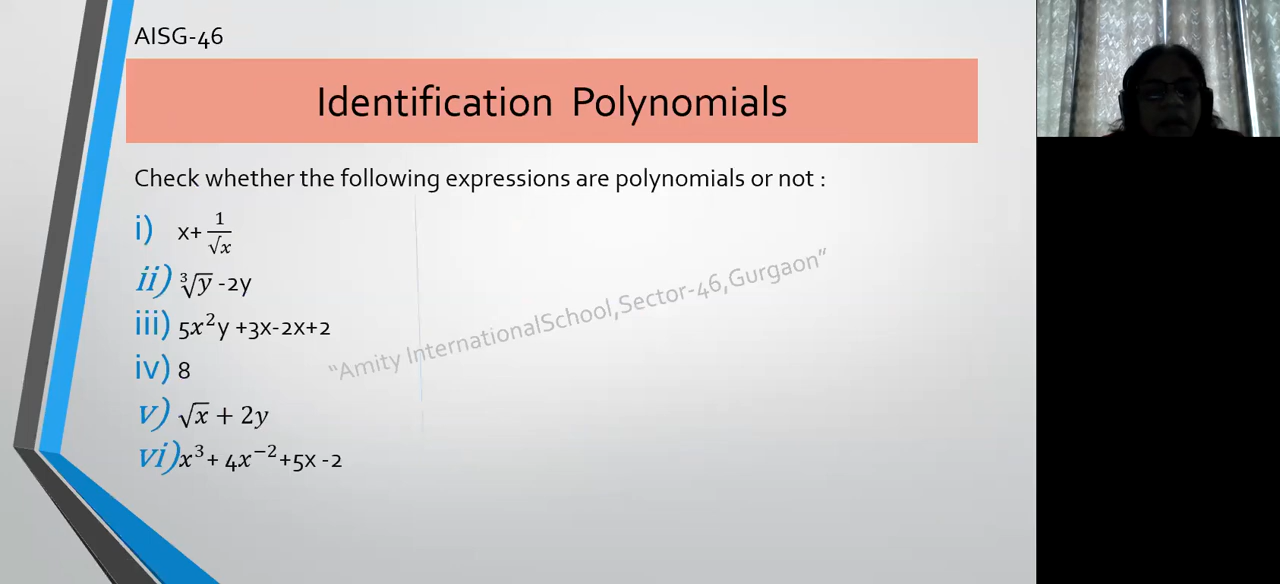 AISG-46
Identification Polynomials
Check whether the following expressions are polynomials or not :
i) x+ 1/√x
ii) ∛y -2y
iii) 5x²y +3x-2x+2
iv) 8
v) √x + 2y
vi) x³+ 4x⁻²+5x -2
“Amity InternationalSchool,Sector-46,Gurgaon”